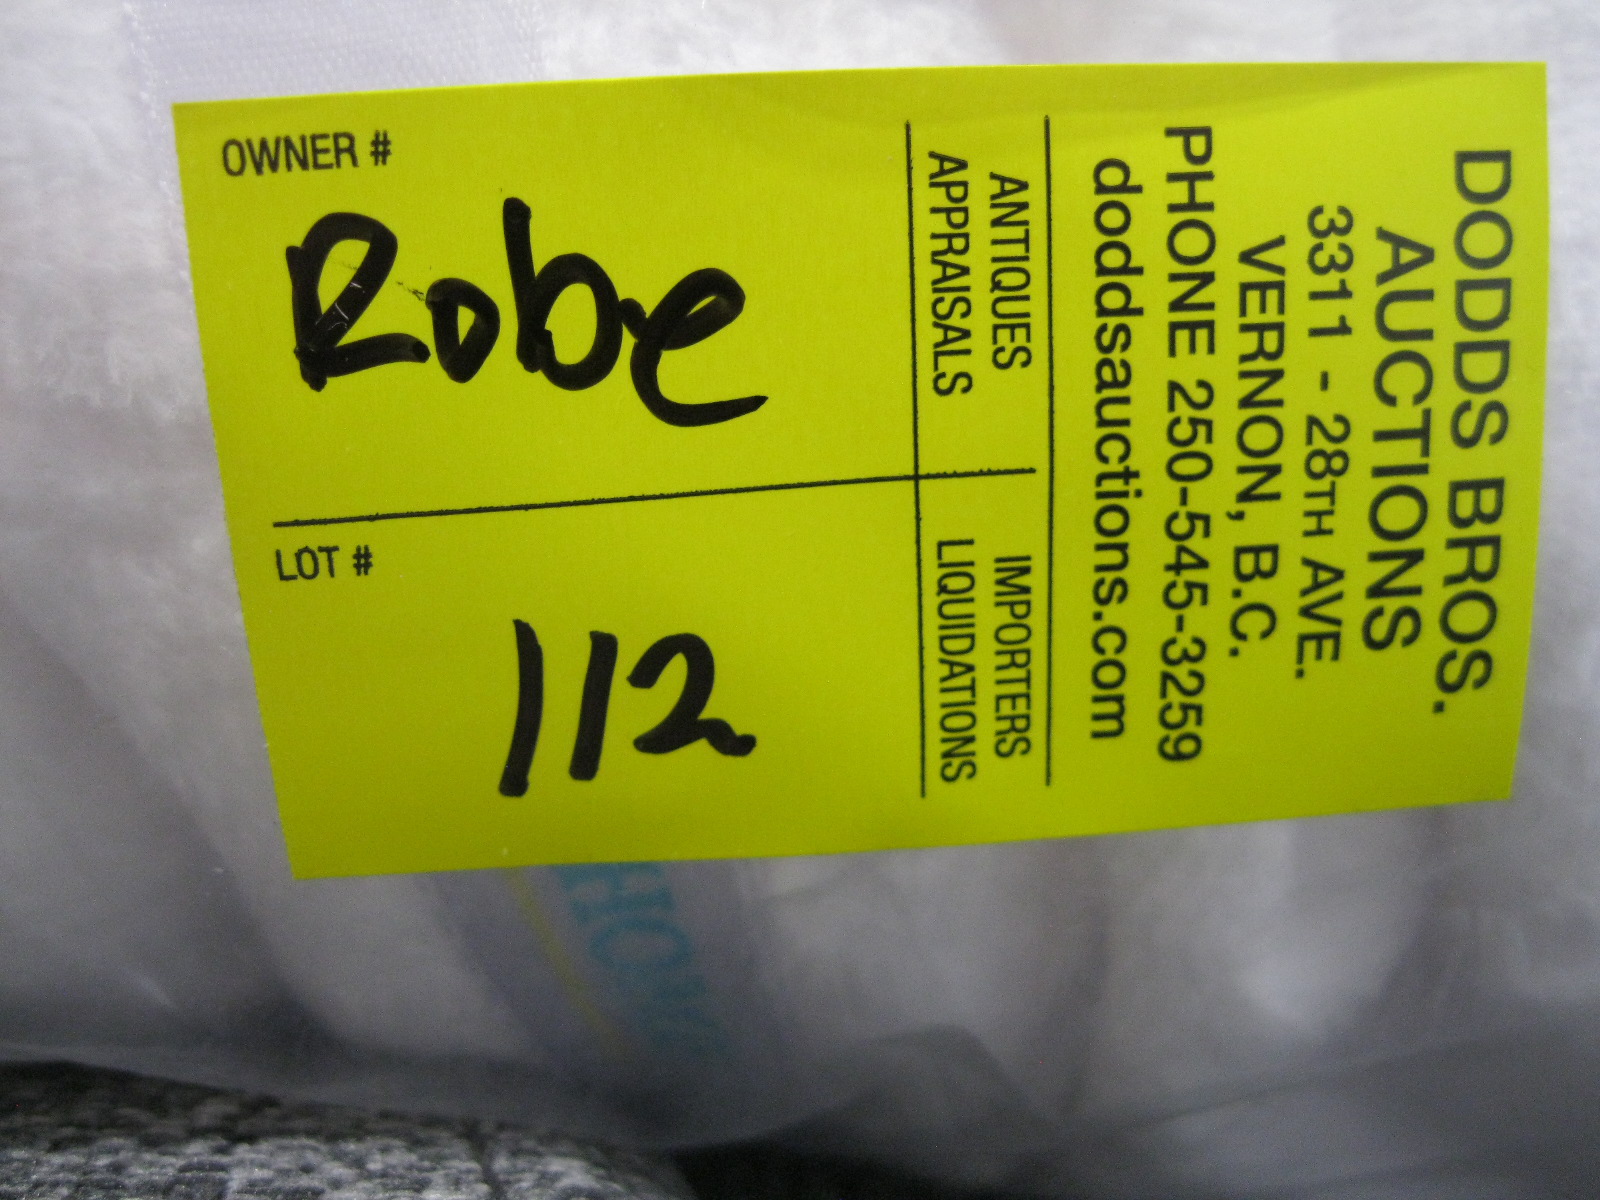 DODDS BROS.
AUCTIONS
3311 - 28TH AVE.
VERNON, B.C.
PHONE 250-545-3259
doddsauctions.com
ANTIQUES
APPRAISALS
IMPORTERS
LIQUIDATIONS
OWNER #
Robe
LOT #
112